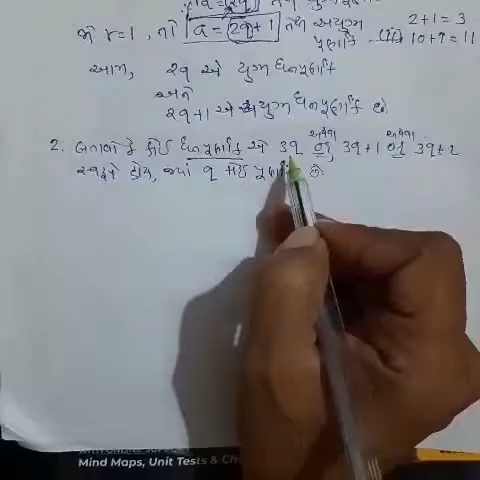 ∴ a = 2q તેમ
જો r=1, તો a = 2q+1 તેમ અયુગ્મ 2+1 = 3
પૂર્ણાંક 10+1 = 11
આમ, 2q એ યુગ્મ ધનપૂર્ણાંક
અને
2q+1 એ અયુગ્મ ધનપૂર્ણાંક છે.
2. બતાવો કે કોઈ ધનપૂર્ણાંક એ 3q અથવા 3q+1 અથવા 3q+2
સ્વરૂપે હોય, જ્યાં q કોઈ પૂર્ણાંક છે.
Mind Maps, Unit Tests &